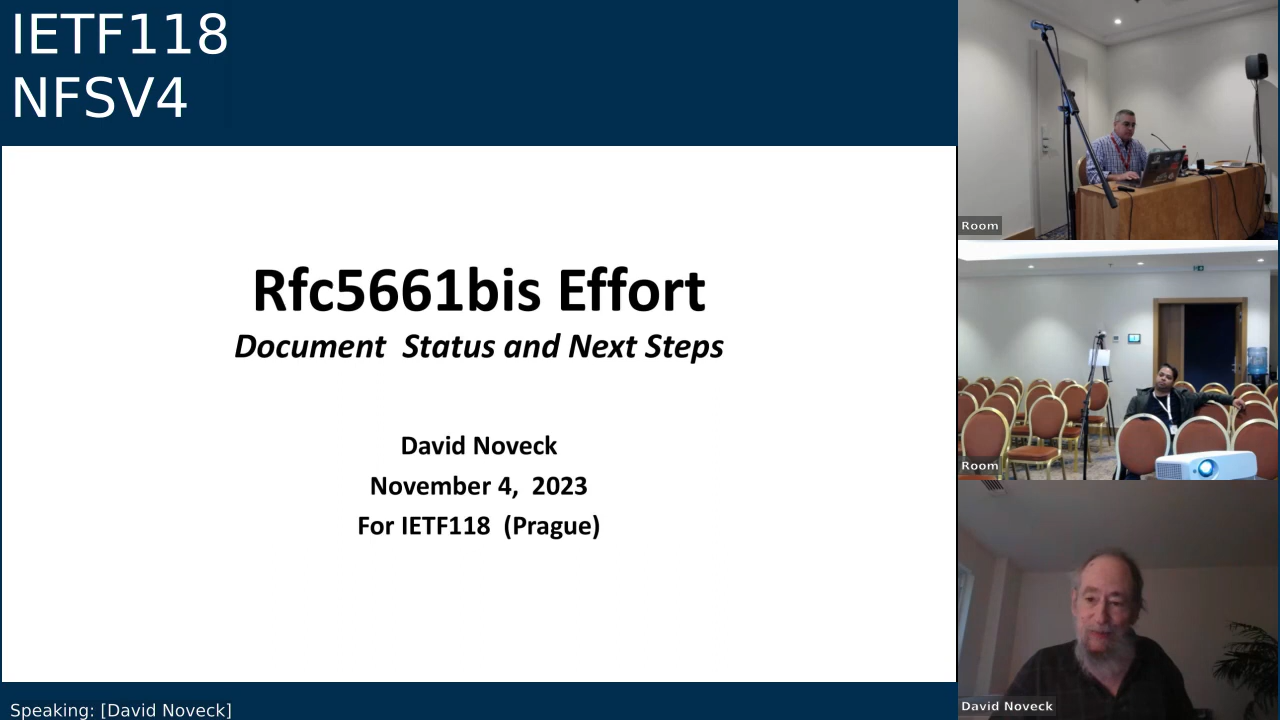 IETF118
NFSV4
Rfc5661bis Effort
Document  Status and Next Steps
David Noveck
November 4,  2023
For IETF118  (Prague)
Speaking: [David Noveck]
Room
Room
David Noveck